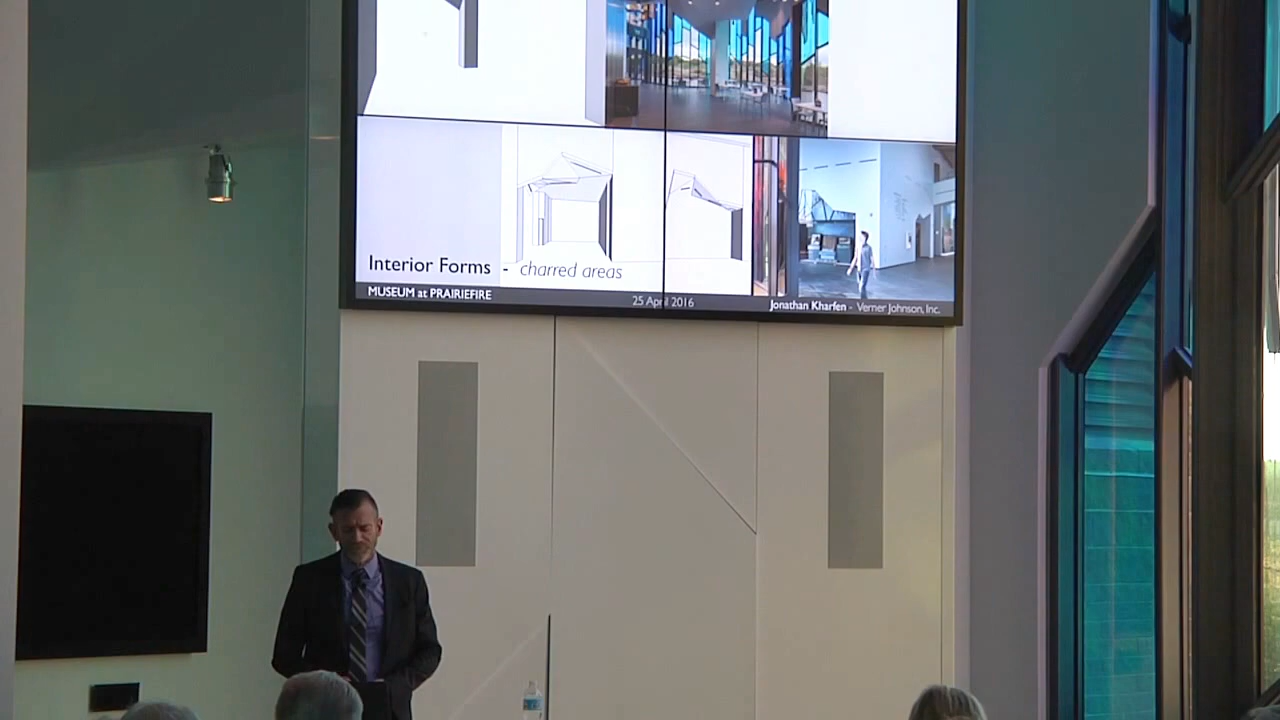 Interior Forms - charred areas
MUSEUM at PRAIRIEFIRE
25 April 2016
Jonathan Kharfen - Verner Johnson, Inc.